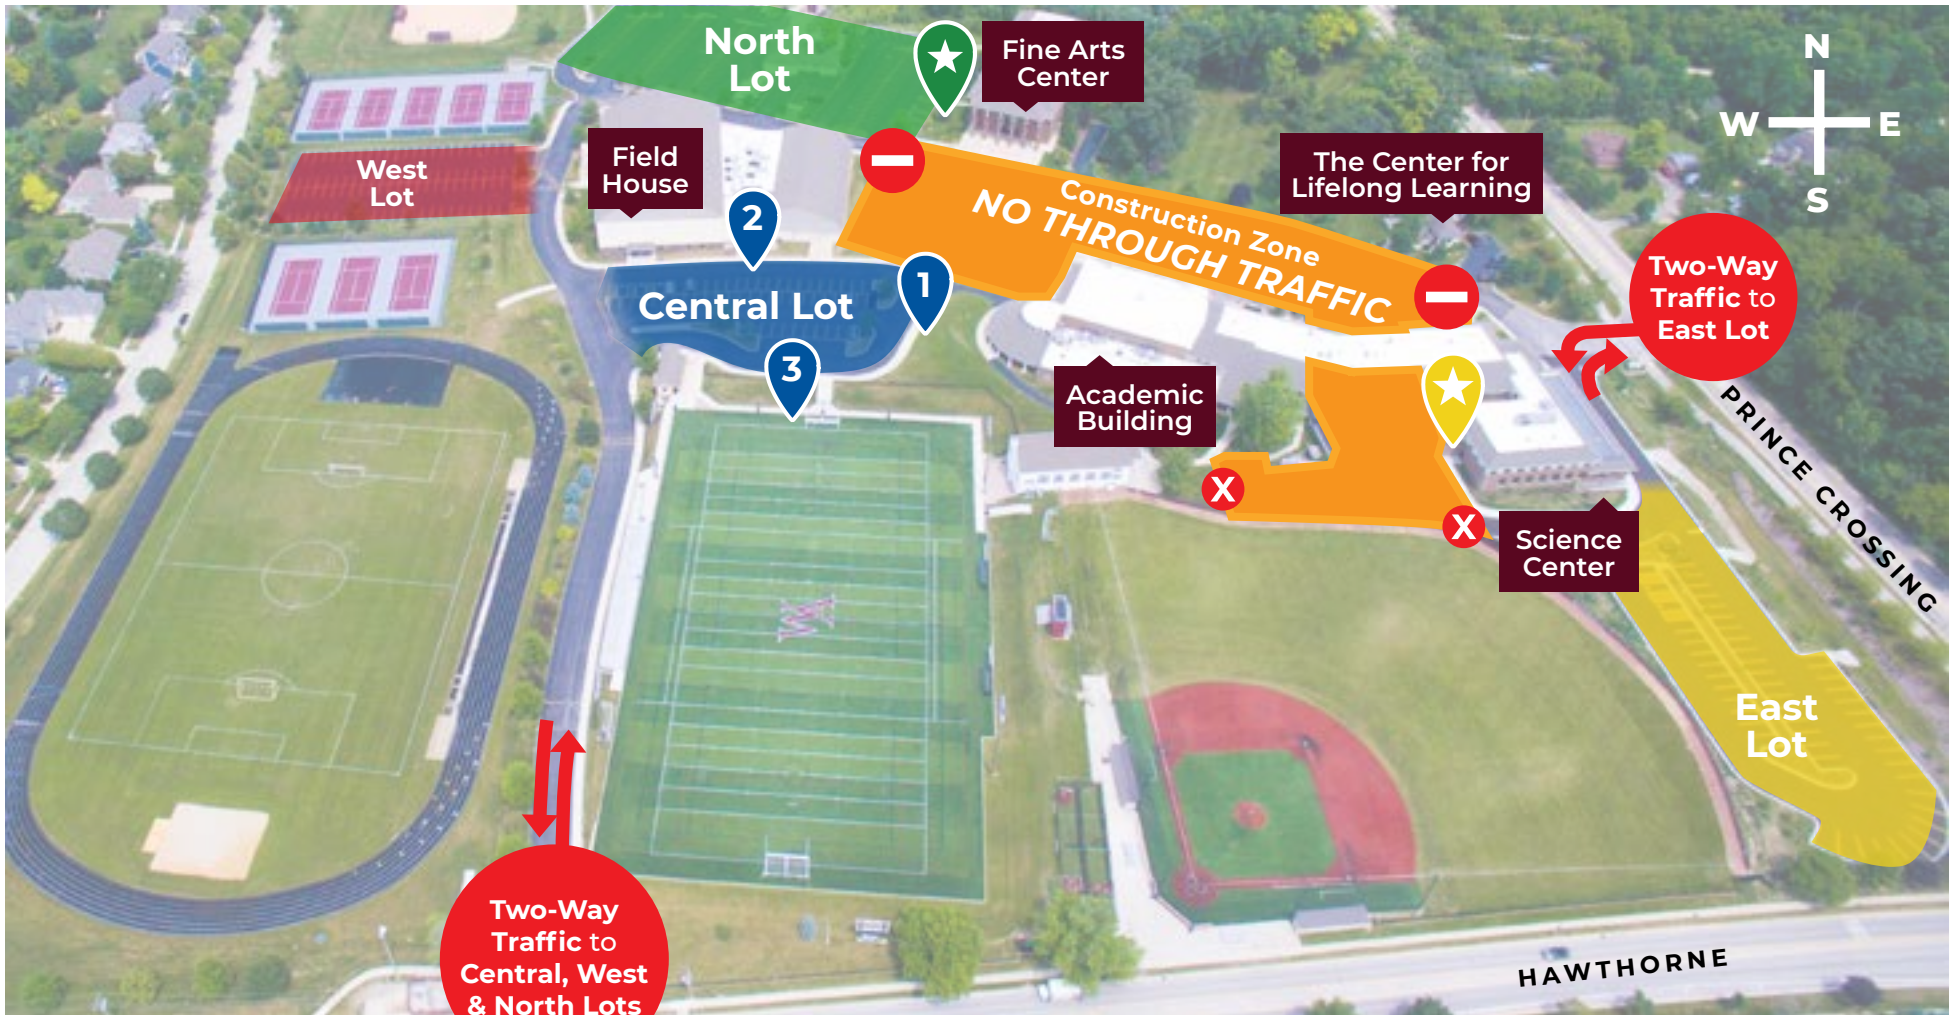 North
Lot
Fine Arts
Center
N
W
E
S
Field
House
West
Lot
The Center for
Lifelong Learning
Construction Zone
NO THROUGH TRAFFIC
2
1
Central Lot
3
Two-Way
Traffic to
East Lot
Academic
Building
PRINCE CROSSING
X
X
Science
Center
W
East
Lot
Two-Way
Traffic to
Central, West
& North Lots
HAWTHORNE